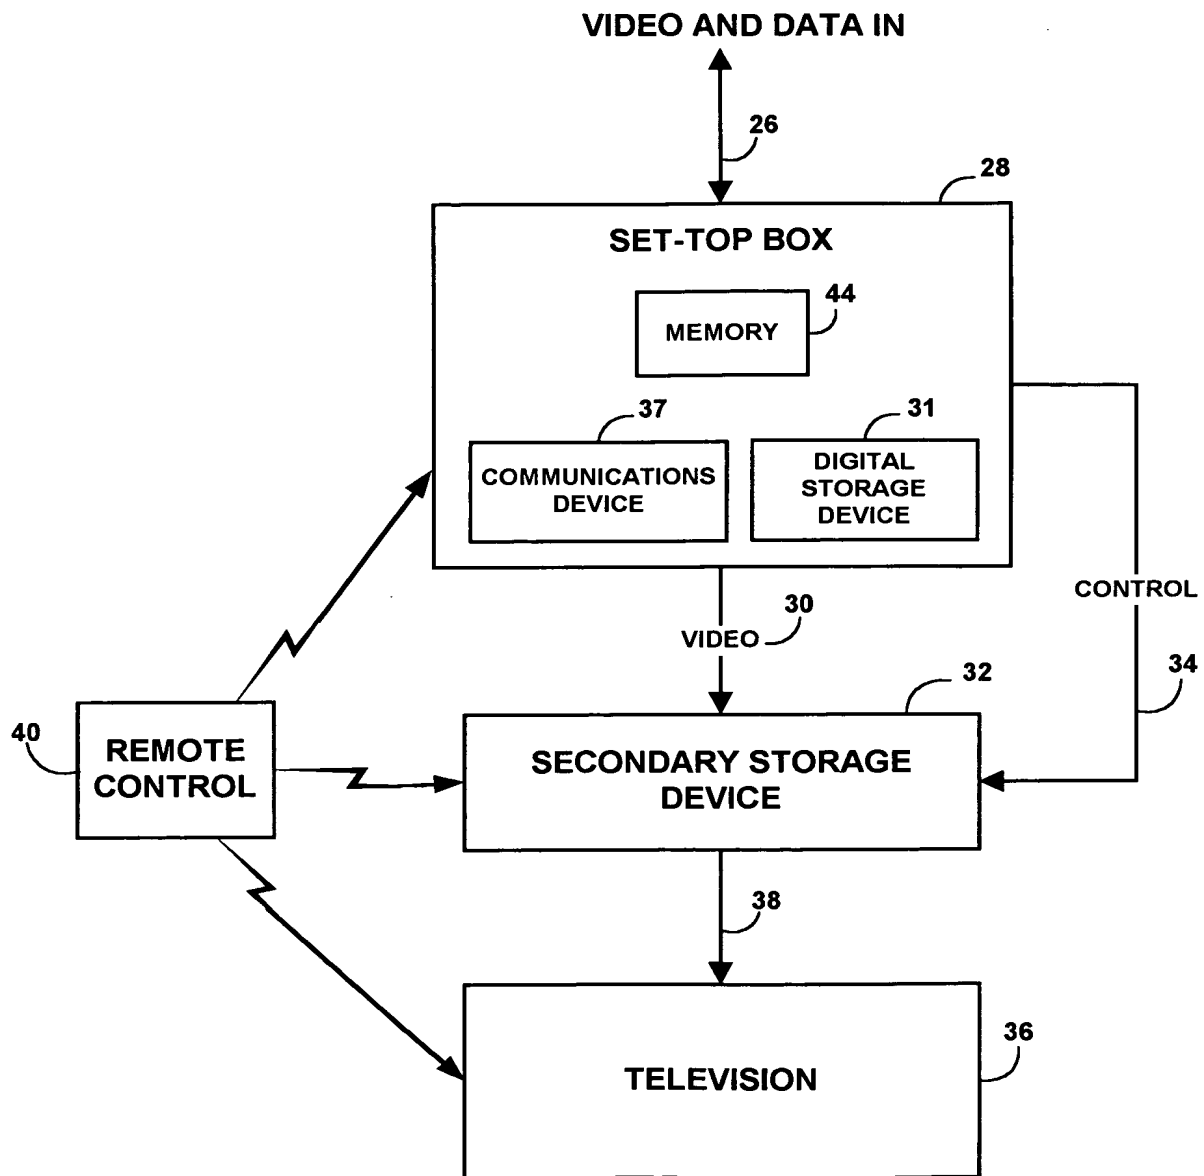 VIDEO AND DATA IN
26
28
SET-TOP BOX
44
MEMORY
37
31
COMMUNICATIONS
DEVICE
DIGITAL
STORAGE
DEVICE
CONTROL
30
VIDEO
34
32
40
REMOTE
CONTROL
SECONDARY STORAGE
DEVICE
38
36
TELEVISION